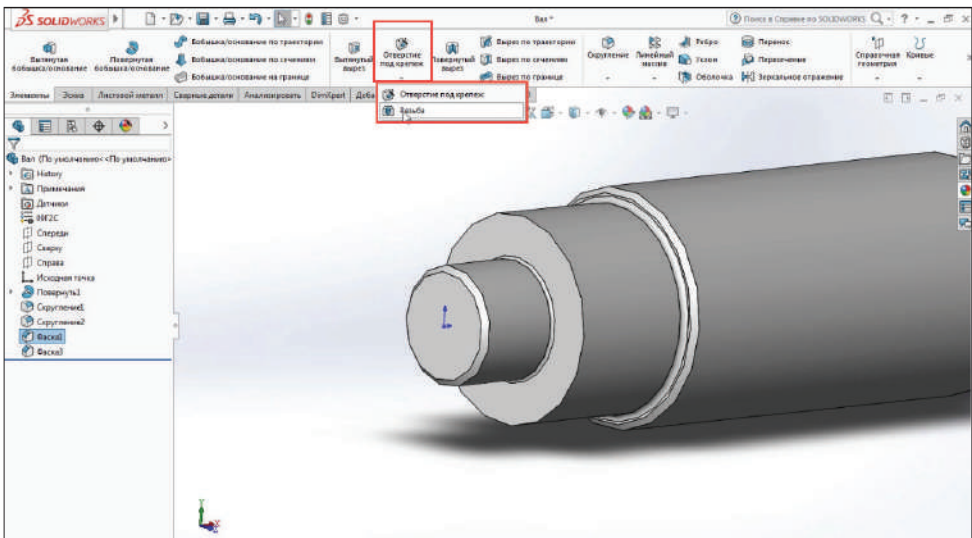 SOLIDWORKS
Вал *
Поиск в Справке по SOLIDWORKS
Вытянутая бобышка/основание
Повернутая бобышка/основание
Бобышка/основание по траектории
Бобышка/основание по сечениям
Бобышка/основание на границе
Вытянутый вырез
Отверстие под крепеж
Повернутый вырез
Вырез по траектории
Вырез по сечениям
Вырез по границе
Скругление
Линейный массив
Ребро
Уклон
Оболочка
Перенос
Пересечение
Зеркальное отражение
Справочная геометрия
Кривые
Элементы
Эскиз
Листовой металл
Сварные детали
Анализировать
DimXpert
Доба
Отверстие под крепеж
Резьба
Вал (По умолчанию<<По умолчанию>
History
Примечания
Датчики
09Г2С
Спереди
Сверху
Справа
Исходная точка
Повернуть1
Скругление1
Скругление2
Фаска3